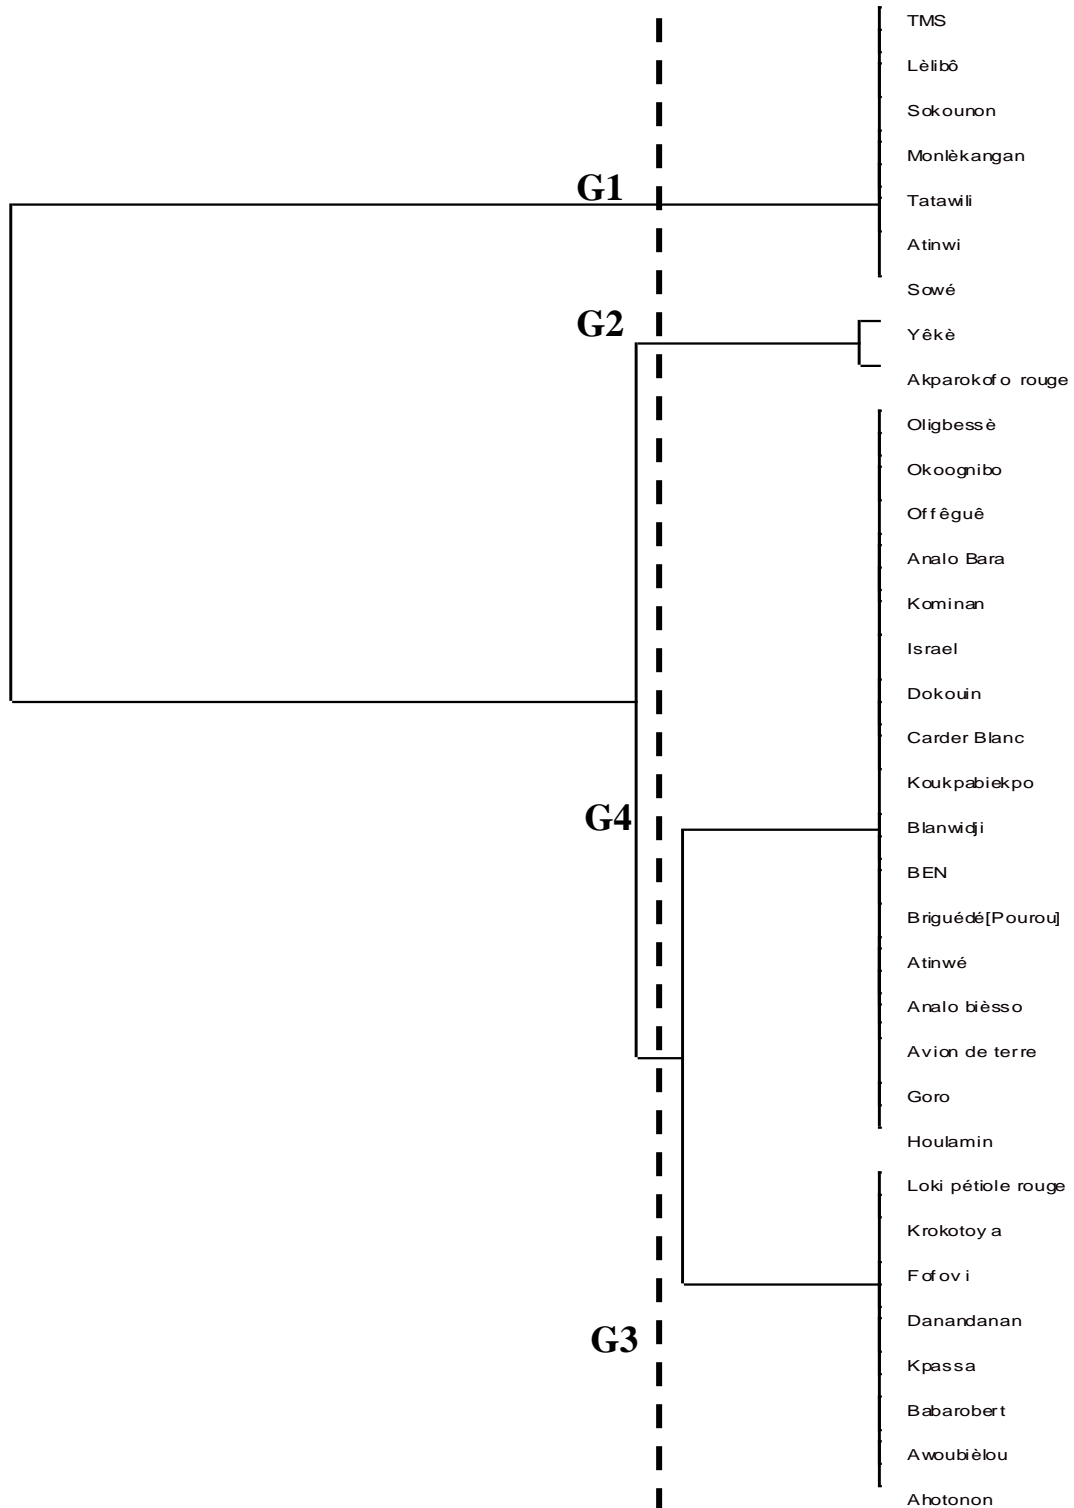 TMS
Lèlibô
Sokounon
Monlèkangan
G1
Tatawili
Atinwi
Sowé
G2
Yêkè
Akparokofo rouge
Oligbessè
Okoognibo
Offêguê
Analo Bara
Kominan
Israel
Dokouin
Carder Blanc
Koukpabiekpo
G4
Blanwidji
BEN
Briguédé[Pourou]
Atinwé
Analo bièsso
Avion de terre
Goro
Houlamin
Loki pétiole rouge
Krokotoya
Fofovi
Danandanan
G3
Kpassa
Babarobert
Awoubièlou
Ahotonon